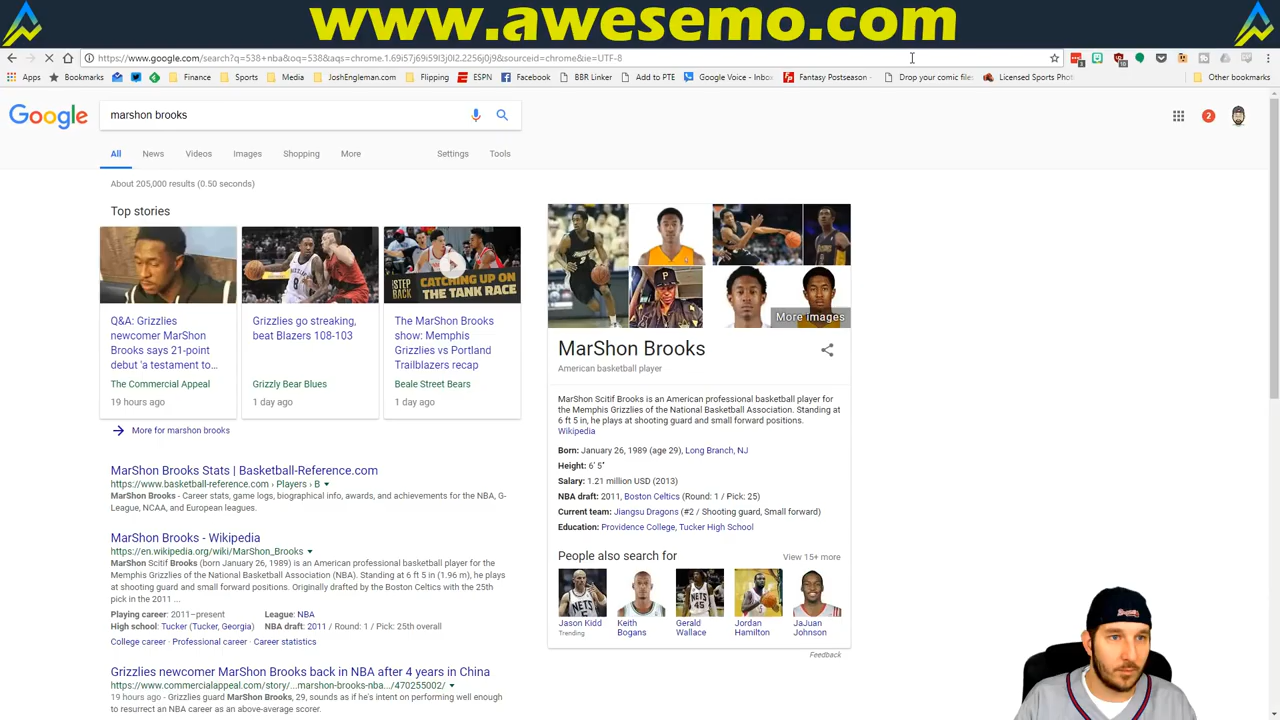 www.awesemo.com
https://www.google.com/search?q=538+nba&oq=538&aqs=chrome.1.69i57j69i59l3j0l2.2256j0j9&sourceid=chrome&ie=UTF-8
Apps Bookmarks Finance Sports Media JoshEngleman.com Flipping ESPN Facebook BBR Linker Add to PTE Google Voice - Inbox Fantasy Postseason Drop your comic files Licensed Sports Pho Other bookmarks
Google marshon brooks 2
All News Videos Images Shopping More Settings Tools
About 205,000 results (0.50 seconds)
Top stories
STEP BACK
CATCHING UP ON THE TANK RACE
Q&A: Grizzlies
newcomer MarShon
Brooks says 21-point
debut 'a testament to...
The Commercial Appeal
19 hours ago
Grizzlies go streaking,
beat Blazers 108-103
Grizzly Bear Blues
1 day ago
The MarShon Brooks
show: Memphis
Grizzlies vs Portland
Trailblazers recap
Beale Street Bears
1 day ago
More for marshon brooks
MarShon Brooks Stats | Basketball-Reference.com
https://www.basketball-reference.com › Players › B
MarShon Brooks - Career stats, game logs, biographical info, awards, and achievements for the NBA, G-
League, NCAA, and European leagues.
MarShon Brooks - Wikipedia
https://en.wikipedia.org/wiki/MarShon_Brooks
MarShon Scitif Brooks (born January 26, 1989) is an American professional basketball player for the
Memphis Grizzlies of the National Basketball Association (NBA). Standing at 6 ft 5 in (1.96 m), he plays
at shooting guard and small forward positions. Originally drafted by the Boston Celtics with the 25th
pick in the 2011 ...
Playing career: 2011–present League: NBA
High school: Tucker (Tucker, Georgia) NBA draft: 2011 / Round: 1 / Pick: 25th overall
College career · Professional career · Career statistics
Grizzlies newcomer MarShon Brooks back in NBA after 4 years in China
https://www.commercialappeal.com/story/...marshon-brooks-nba.../470255002/
19 hours ago - Grizzlies guard MarShon Brooks, 29, sounds as if he's intent on performing well enough
to resurrect an NBA career as an above-average scorer.
More images
MarShon Brooks
American basketball player
MarShon Scitif Brooks is an American professional basketball player for
the Memphis Grizzlies of the National Basketball Association. Standing at
6 ft 5 in, he plays at shooting guard and small forward positions.
Wikipedia
Born: January 26, 1989 (age 29), Long Branch, NJ
Height: 6′ 5″
Salary: 1.21 million USD (2013)
NBA draft: 2011, Boston Celtics (Round: 1 / Pick: 25)
Current team: Jiangsu Dragons (#2 / Shooting guard, Small forward)
Education: Providence College, Tucker High School
People also search for View 15+ more
Jason Kidd
Trending
Keith
Bogans
Gerald
Wallace
Jordan
Hamilton
JaJuan
Johnson
Feedback